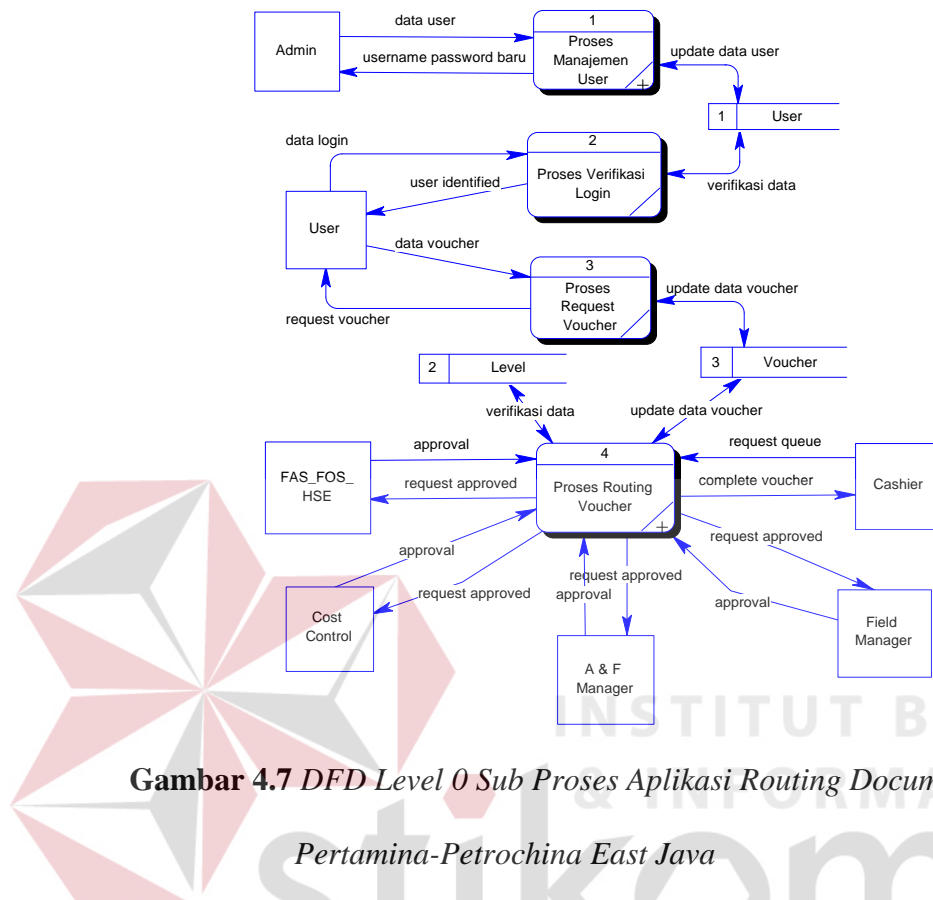 data user
1
Admin
Proses
Manajemen
User
username password baru
update data user
1 User
data login
2
Proses Verifikasi
Login
user identified
verifikasi data
User
data voucher
3
Proses
Request
Voucher
update data voucher
request voucher
2 Level
3 Voucher
verifikasi data
update data voucher
approval
4
request queue
FAS_FOS_
HSE
request approved
Proses Routing
Voucher
complete voucher
Cashier
approval
request approved
request approved
request approved
approval
approval
Cost
Control
Field
Manager
A & F
Manager
INSTITUT B
Gambar 4.7 DFD Level 0 Sub Proses Aplikasi Routing Docum
& INFORMA
Pertamina-Petrochina East Java
stikom